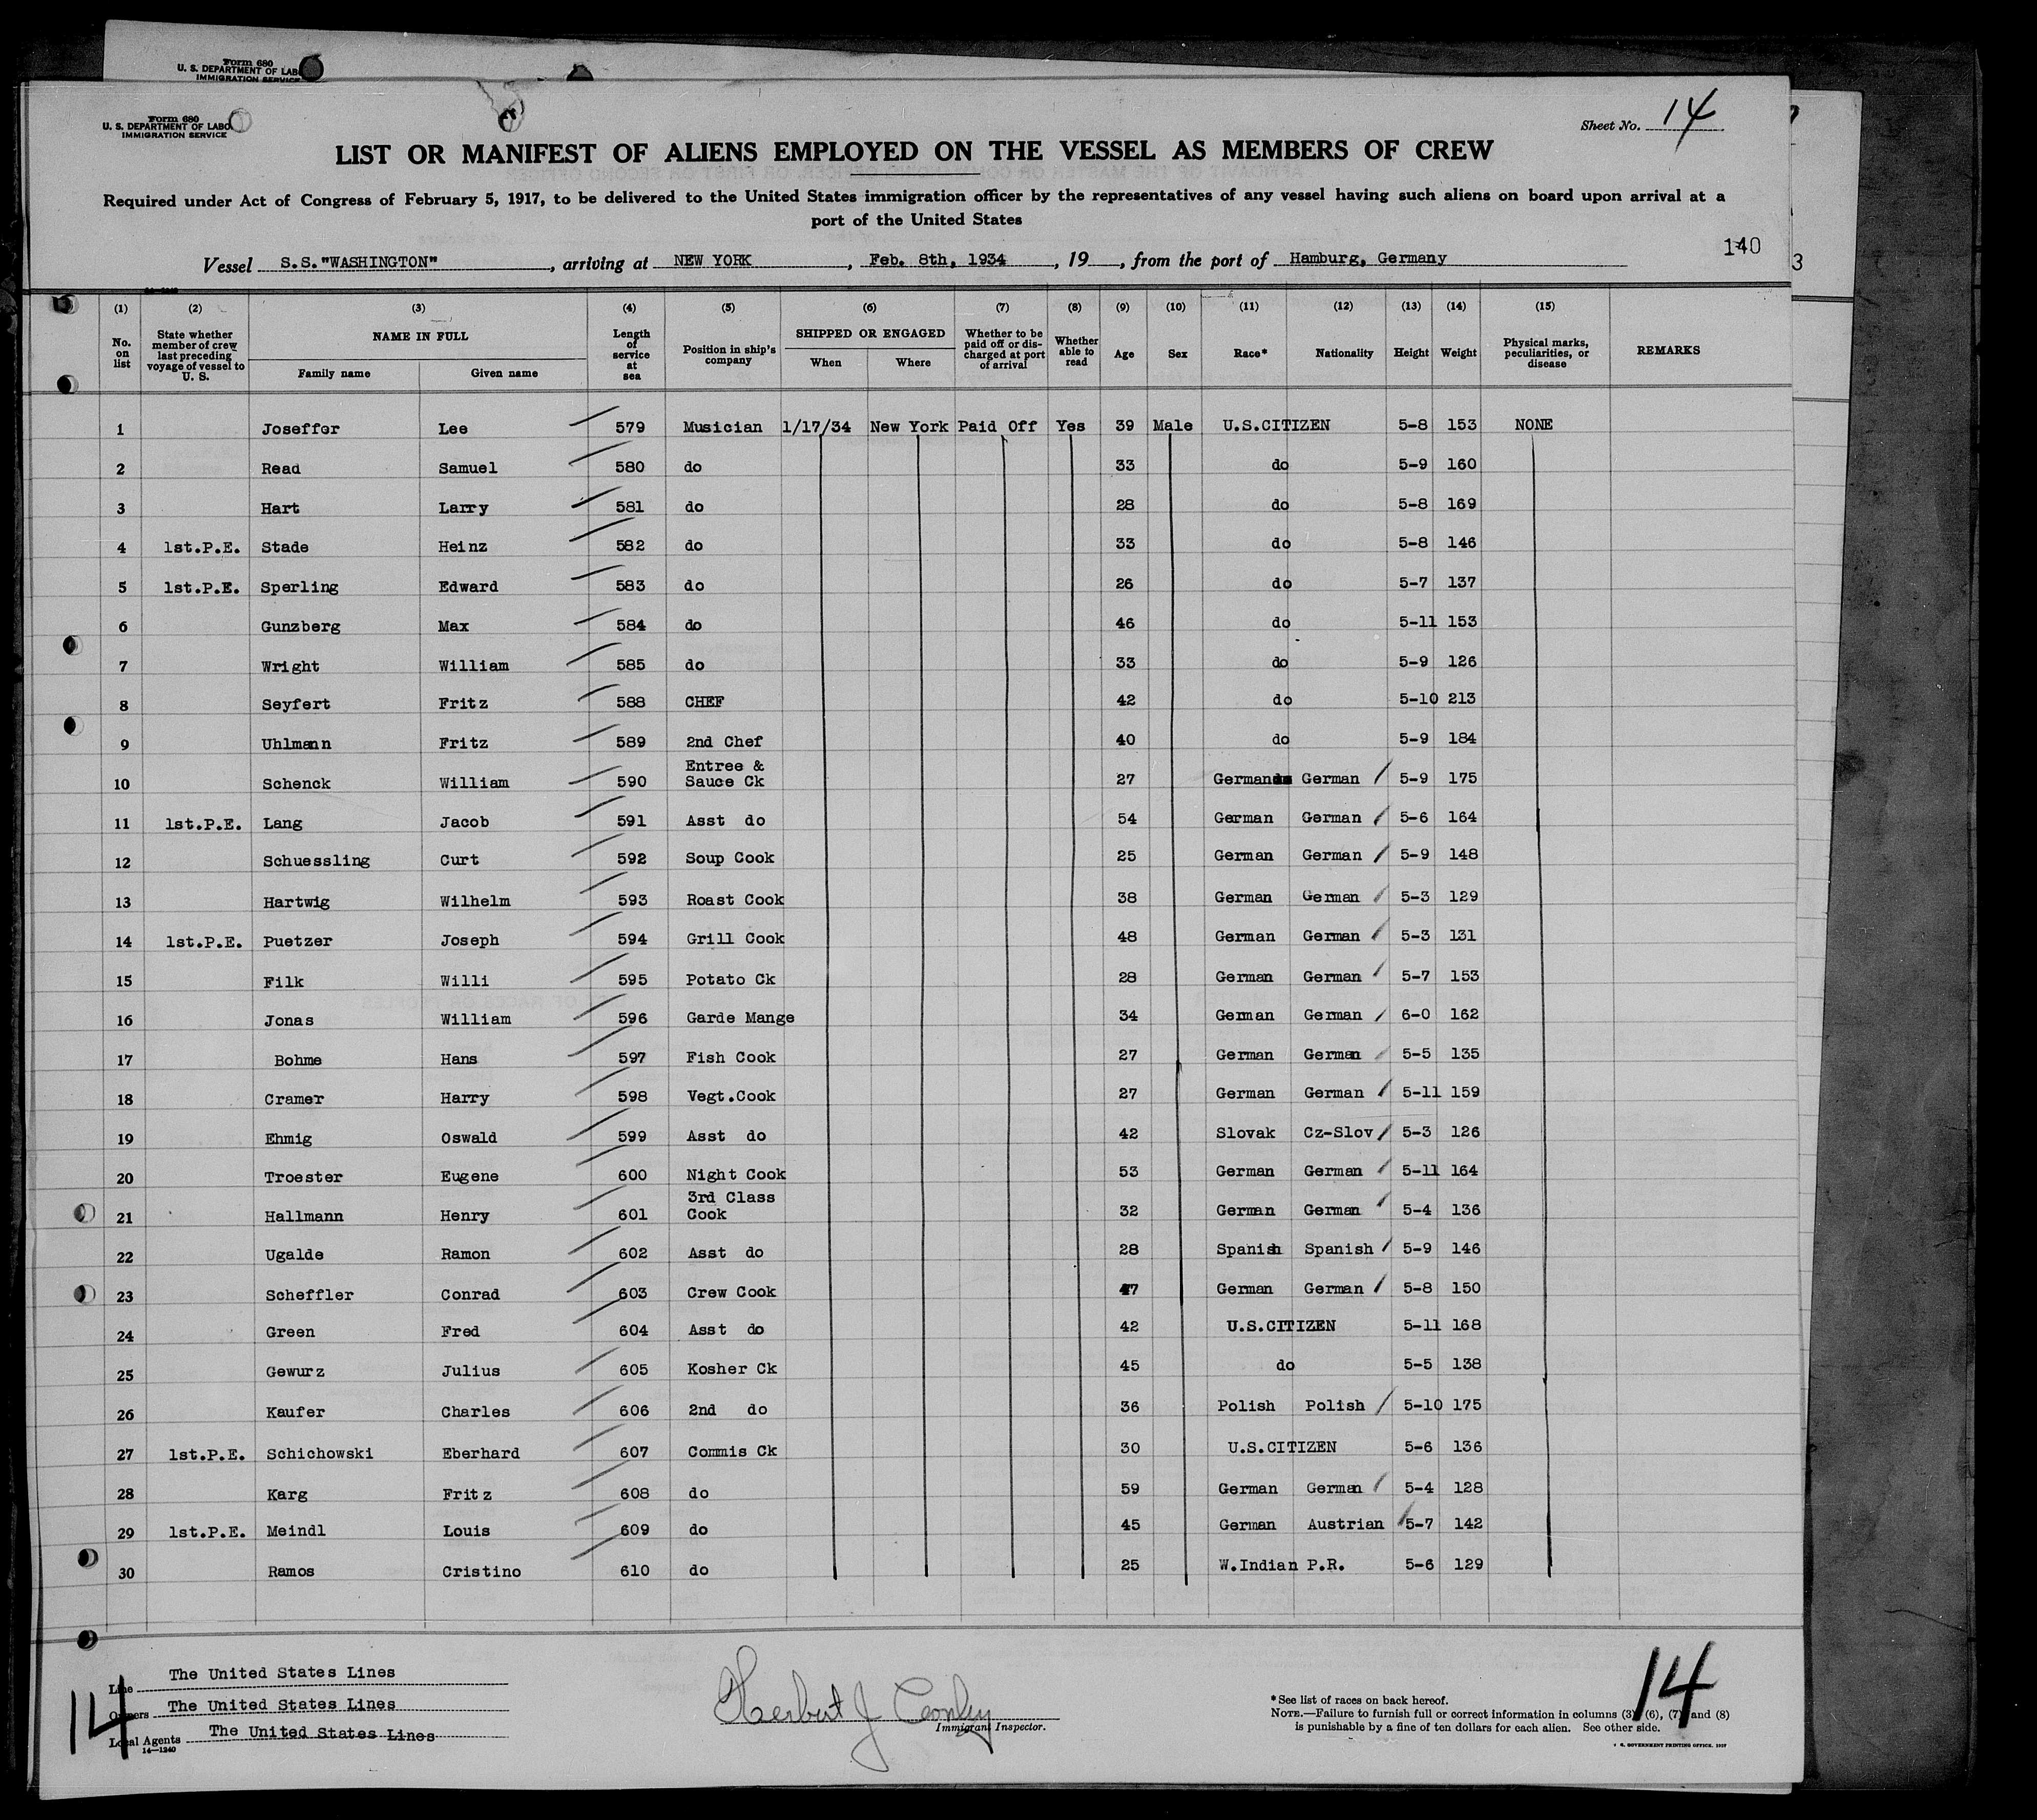 Form 680
U. S. DEPARTMENT OF LAB
IMMIGRATION SERVICE
Form 680
U. S. DEPARTMENT OF LABO
IMMIGRATION SERVICE
Sheet No. 14
LIST OR MANIFEST OF ALIENS EMPLOYED ON THE VESSEL AS MEMBERS OF CREW
Required under Act of Congress of February 5, 1917, to be delivered to the United States immigration officer by the representatives of any vessel having such aliens on board upon arrival at a
port of the United States
140
Vessel S.S."WASHINGTON", arriving at NEW YORK, Feb. 8th, 1934, 19, from the port of Hamburg, Germany
3
(1) (2) (3) (4) (5) (6) (7) (8) (9) (10) (11) (12) (13) (14) (15)
No. on list State whether member of crew last preceding voyage of vessel to U. S. NAME IN FULL Length of service at sea Position in ship's company SHIPPED OR ENGAGED Whether to be paid off or discharged at port of arrival Whether able to read Age Sex Race* Nationality Height Weight Physical marks, peculiarities, or disease REMARKS
Family name Given name When Where
1 Joseffor Lee 579 Musician 1/17/34 New York Paid Off Yes 39 Male U.S.CITIZEN 5-8 153 NONE
2 Read Samuel 580 do 33 do 5-9 160
3 Hart Larry 581 do 28 do 5-8 169
4 1st.P.E. Stade Heinz 582 do 33 do 5-8 146
5 1st.P.E. Sperling Edward 583 do 26 do 5-7 137
6 Gunzberg Max 584 do 46 do 5-11 153
7 Wright William 585 do 33 do 5-9 126
8 Seyfert Fritz 588 CHEF 42 do 5-10 213
9 Uhlmann Fritz 589 2nd Chef 40 do 5-9 184
10 Schenck William 590 Entree & Sauce Ck 27 German German 5-9 175
11 1st.P.E. Lang Jacob 591 Asst do 54 German German 5-6 164
12 Schuessling Curt 592 Soup Cook 25 German German 5-9 148
13 Hartwig Wilhelm 593 Roast Cook 38 German German 5-3 129
14 1st.P.E. Puetzer Joseph 594 Grill Cook 48 German German 5-3 131
15 Filk Willi 595 Potato Ck 28 German German 5-7 153
16 Jonas William 596 Garde Mange 34 German German 6-0 162
17 Bohme Hans 597 Fish Cook 27 German German 5-5 135
18 Cramer Harry 598 Vegt.Cook 27 German German 5-11 159
19 Ehmig Oswald 599 Asst do 42 Slovak Cz-Slov 5-3 126
20 Troester Eugene 600 Night Cook 53 German German 5-11 164
21 Hallmann Henry 601 3rd Class Cook 32 German German 5-4 136
22 Ugalde Ramon 602 Asst do 28 Spanish Spanish 5-9 146
23 Scheffler Conrad 603 Crew Cook 47 German German 5-8 150
24 Green Fred 604 Asst do 42 U.S.CITIZEN 5-11 168
25 Gewurz Julius 605 Kosher Ck 45 do 5-5 138
26 Kaufer Charles 606 2nd do 36 Polish Polish 5-10 175
27 1st.P.E. Schichowski Eberhard 607 Commis Ck 30 U.S.CITIZEN 5-6 136
28 Karg Fritz 608 do 59 German German 5-4 128
29 1st.P.E. Meindl Louis 609 do 45 German Austrian 5-7 142
30 Ramos Cristino 610 do 25 W.Indian P.R. 5-6 129
Line The United States Lines
Owners The United States Lines
Local Agents The United States Lines
14—1240
14
Herbert J Conley
Immigrant Inspector.
*See list of races on back hereof.
NOTE.—Failure to furnish full or correct information in columns (3) (6), (7) and (8)
is punishable by a fine of ten dollars for each alien. See other side.
14
G. GOVERNMENT PRINTING OFFICE.